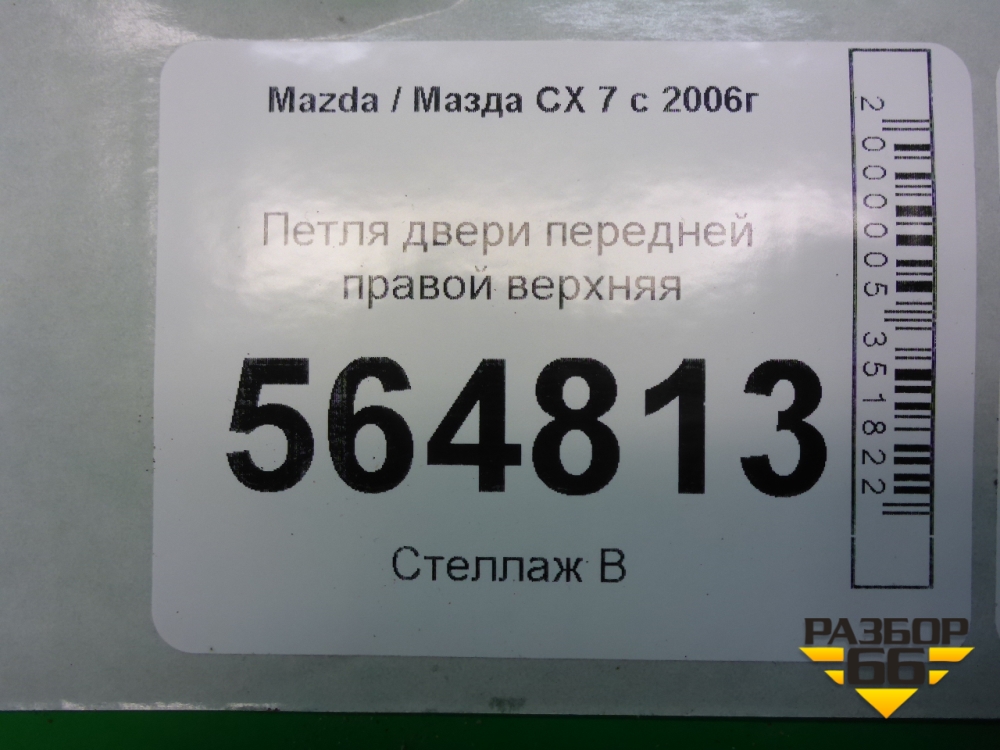 Mazda / Мазда CX 7 с 2006г
Петля двери передней
правой верхняя
564813
Стеллаж В
2000005351822
РАЗБОР
66